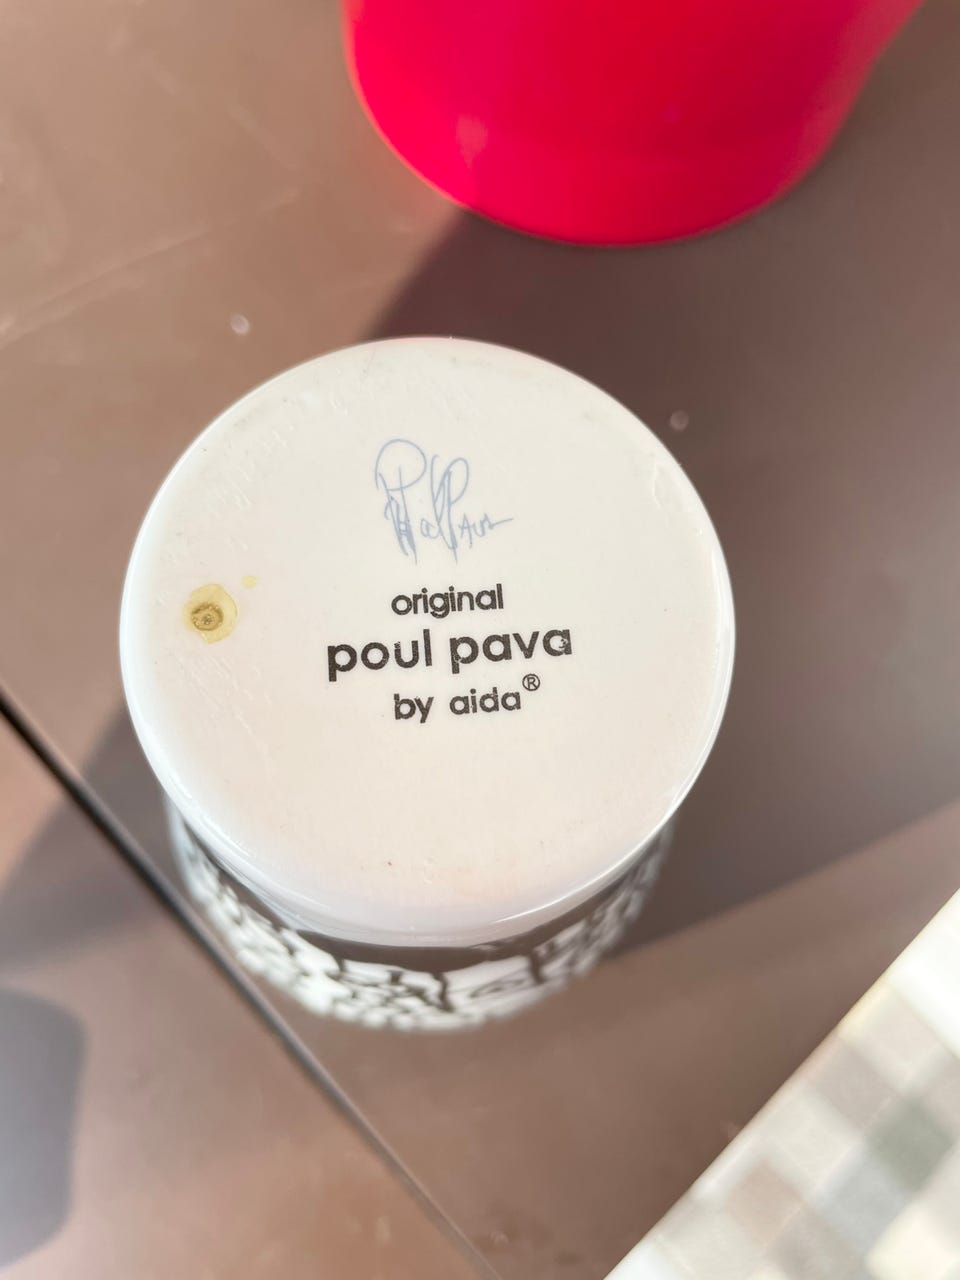 original
poul pava
by aida®